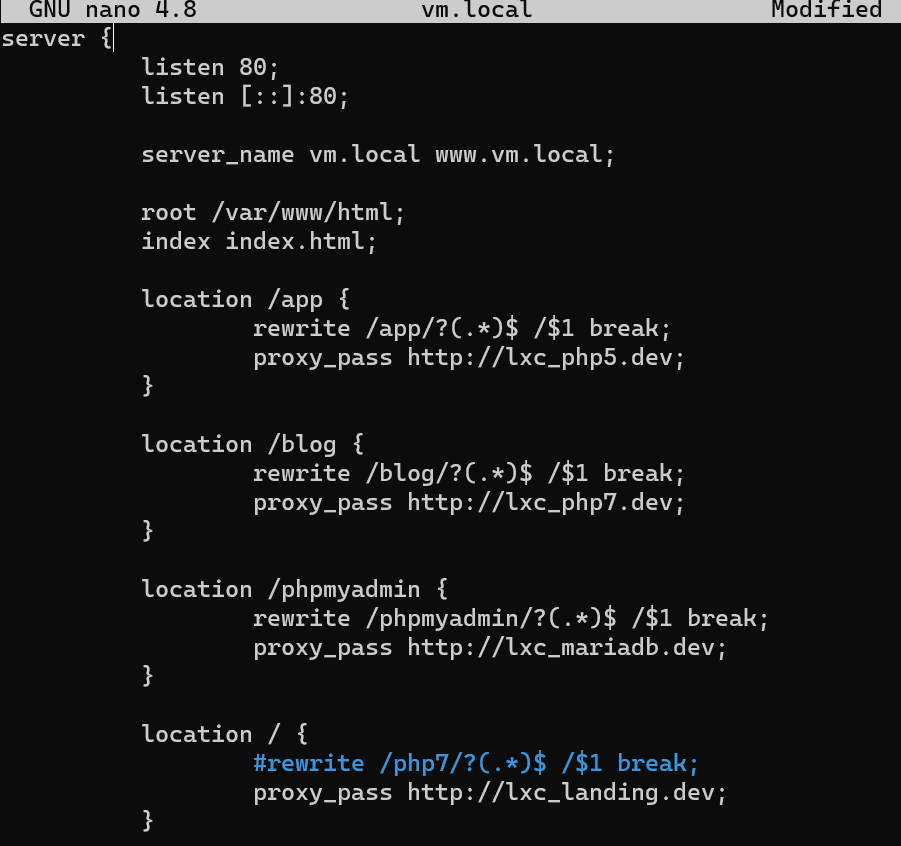 GNU nano 4.8 vm.local Modified
server {
listen 80;
listen [::]:80;
server_name vm.local www.vm.local;
root /var/www/html;
index index.html;
location /app {
rewrite /app/?(.*)$ /$1 break;
proxy_pass http://lxc_php5.dev;
}
location /blog {
rewrite /blog/?(.*)$ /$1 break;
proxy_pass http://lxc_php7.dev;
}
location /phpmyadmin {
rewrite /phpmyadmin/?(.*)$ /$1 break;
proxy_pass http://lxc_mariadb.dev;
}
location / {
#rewrite /php7/?(.*)$ /$1 break;
proxy_pass http://lxc_landing.dev;
}